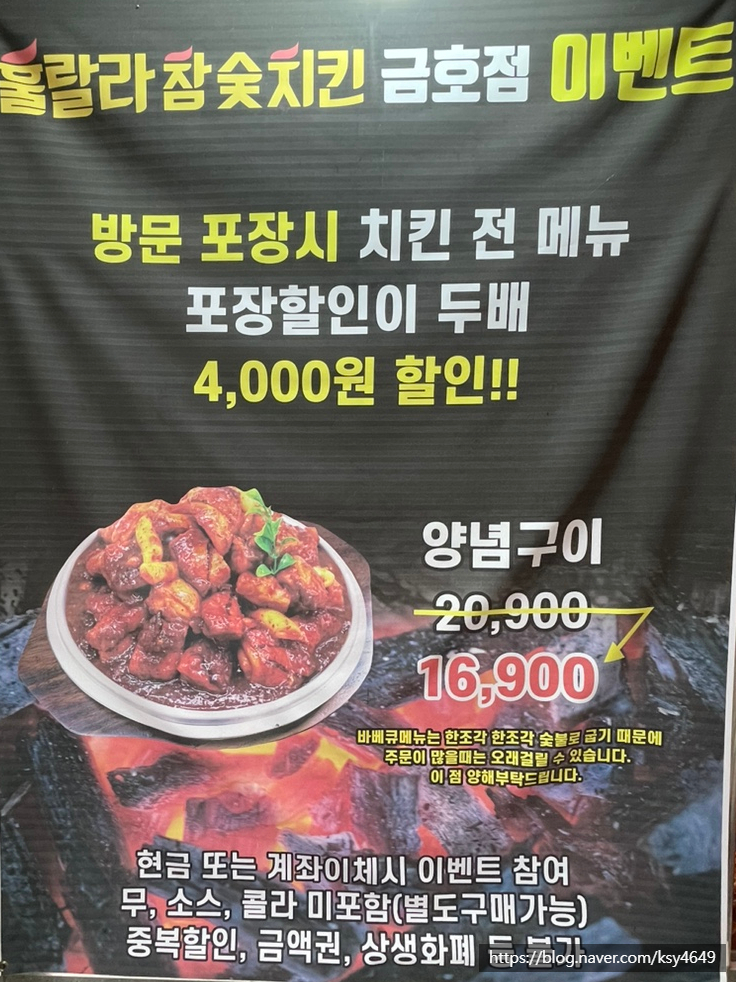 훌랄라 참숯치킨 금호점 이벤트
방문 포장시 치킨 전 메뉴
포장할인이 두배
4,000원 할인!!
양념구이
20,900
16,900
바베큐메뉴는 한조각 한조각 숯불로 굽기 때문에
주문이 많을때는 오래걸릴 수 있습니다.
이 점 양해부탁드립니다.
현금 또는 계좌이체시 이벤트 참여
무, 소스, 콜라 미포함(별도구매가능)
중복할인, 금액권, 상생화폐 등 불가
https://blog.naver.com/ksy4649